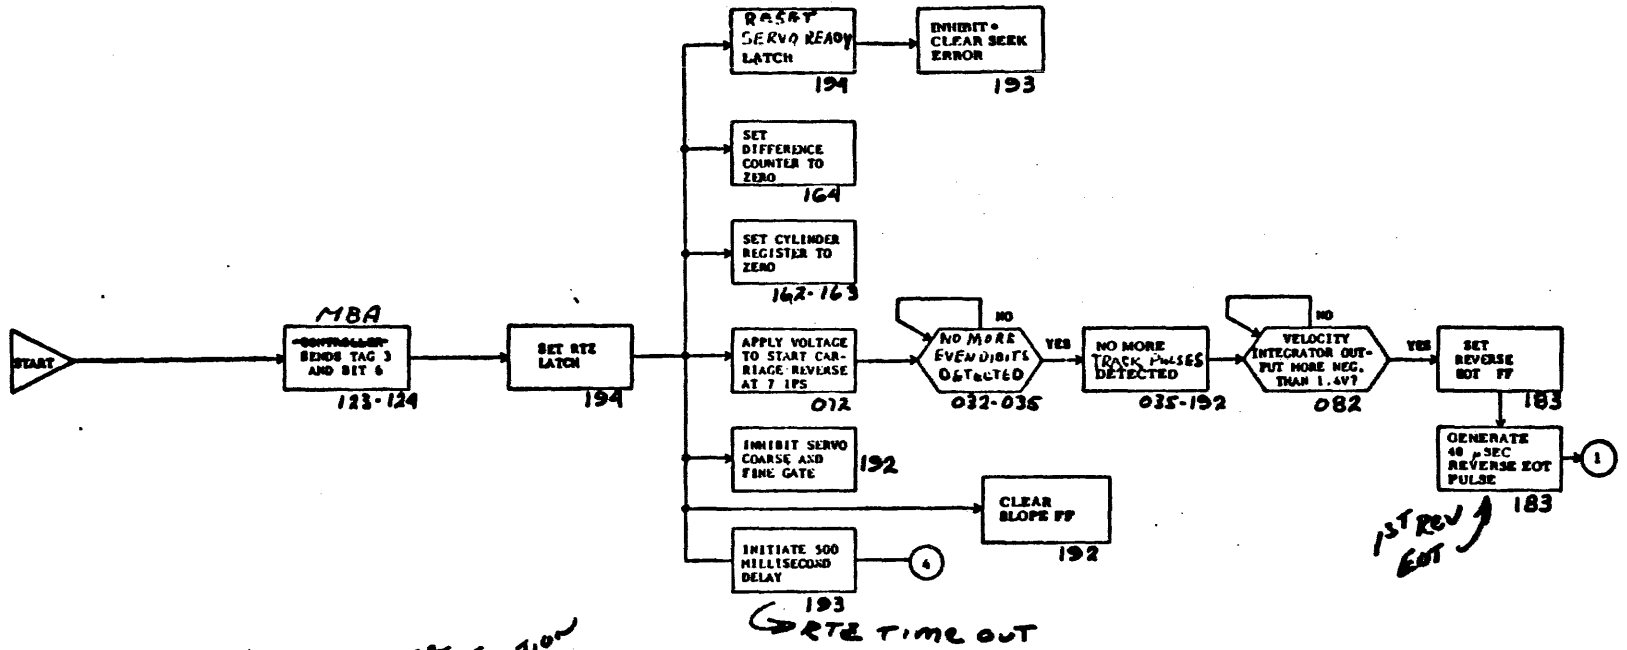 START
MBA
CONTROLLER
SENDS TAG 3
AND BIT 6
123-124
SET RTZ
LATCH
194
RESET
SERVO READY
LATCH
194
INHIBIT
CLEAR SEEK
ERROR
193
SET
DIFFERENCE
COUNTER TO
ZERO
164
SET CYLINDER
REGISTER TO
ZERO
162-163
APPLY VOLTAGE
TO START CAR-
RIAGE REVERSE
AT 7 IPS
072
NO
NO MORE
EVEN DIBITS
DETECTED
032-035
YES
NO MORE
TRACK PULSES
DETECTED
035-192
NO
VELOCITY
INTEGRATOR OUT-
PUT MORE NEG.
THAN 1.4V?
082
YES
SET
REVERSE
EOT FF
183
GENERATE
40 μSEC
REVERSE EOT
PULSE
183
1
1ST REV
EOT
INHIBIT SERVO
COARSE AND
FINE GATE
192
CLEAR
SLOPE FF
192
INITIATE 500
MILLISECOND
DELAY
193
4
RTZ TIME OUT